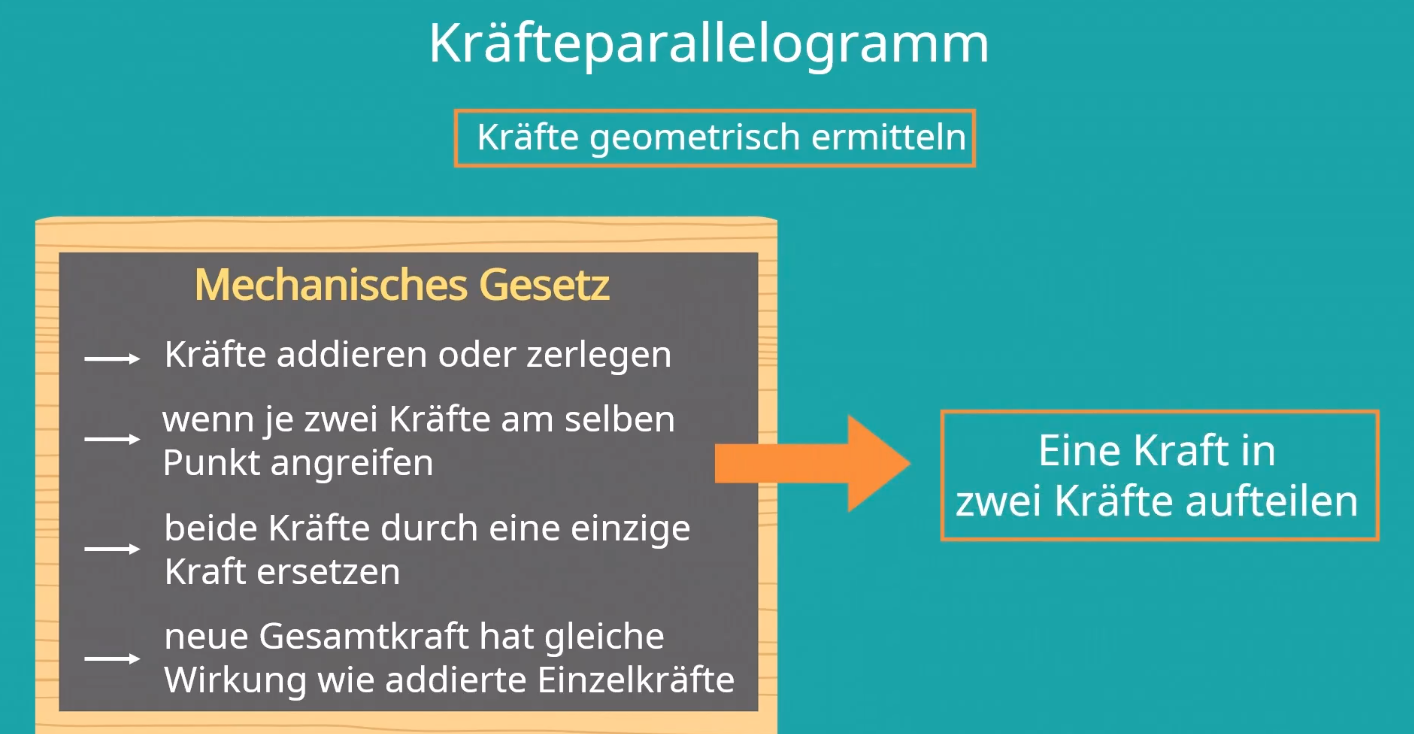 Kräfteparallelogramm
Kräfte geometrisch ermitteln
Mechanisches Gesetz
Kräfte addieren oder zerlegen
wenn je zwei Kräfte am selben
Punkt angreifen
beide Kräfte durch eine einzige
Kraft ersetzen
neue Gesamtkraft hat gleiche
Wirkung wie addierte Einzelkräfte
Eine Kraft in
zwei Kräfte aufteilen